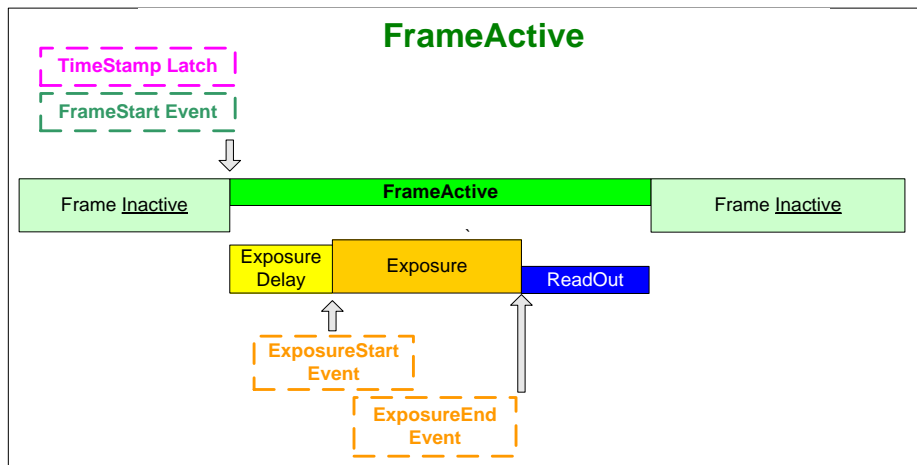 FrameActive
TimeStamp Latch
FrameStart Event
Frame Inactive
FrameActive
Frame Inactive
`
Exposure
Delay
Exposure
ReadOut
ExposureStart
Event
ExposureEnd
Event